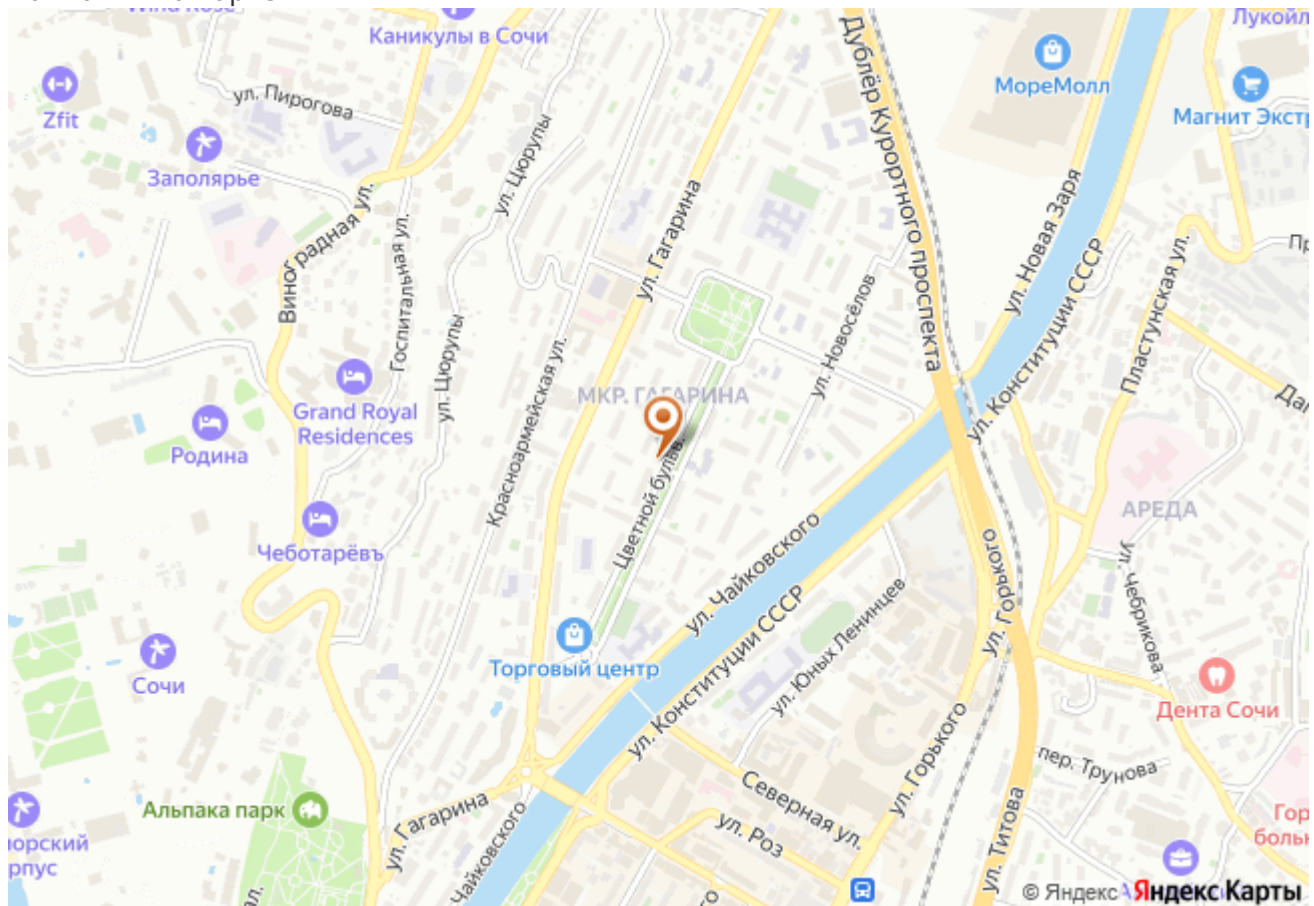 Каникулы в Сочи
Лукойл
МореМолл
Магнит Экстр
Zfit
ул. Пирогова
Заполярье
ул. Цюрупы
ул. Гагарина
Дублёр Курортного проспекта
ул. Новая Заря
ул. Конституции СССР
Пластунская ул.
Виноградная ул.
Госпитальная ул.
ул. Цюрупы
Красноармейская ул.
ул. Новосёлов
МКР. ГАГАРИНА
Grand Royal
Residences
Родина
Чеботарёвъ
Цветной бульв.
ул. Чайковского
АРЕДА
ул. Чебрикова
ул. Горького
Сочи
Торговый центр
ул. Конституции СССР
ул. Юных Ленинцев
Дента Сочи
ул. Горького
пер. Трунова
Альпака парк
ул. Гагарина
Чайковского
Северная ул.
ул. Роз
ул. Титова
Гор
больн
орский
рпус
© Яндекс
Яндекс Карты